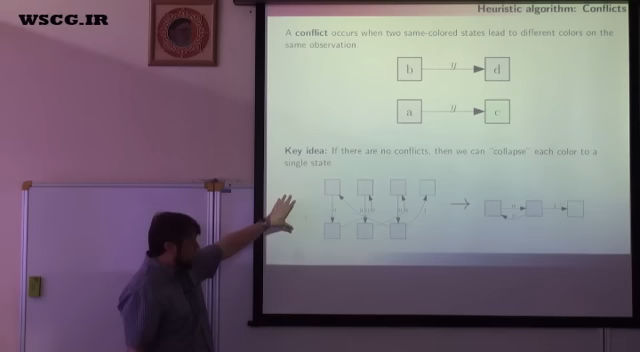 WSCG.IR
Heuristic algorithm: Conflicts
A conflict occurs when two same-colored states lead to different colors on the
same observation
b
y
d
a
y
c
Key idea: If there are no conflicts, then we can "collapse" each color to a
single state